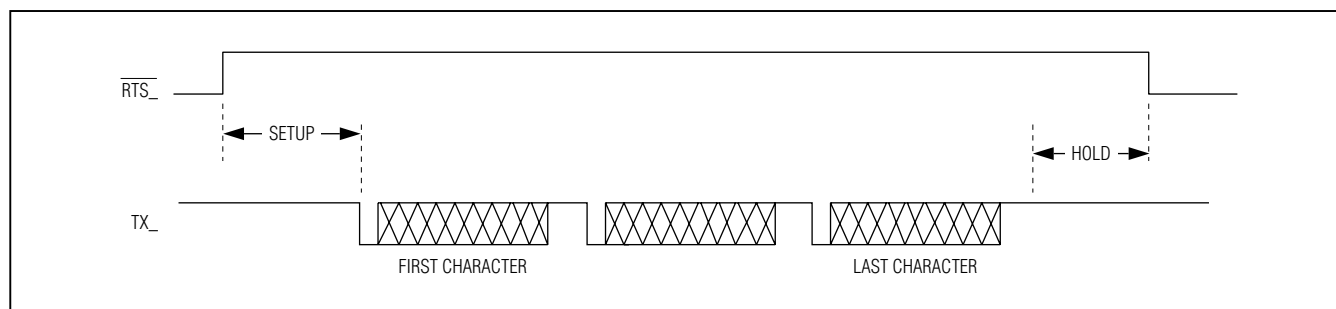 RTS_
SETUP
HOLD
TX_
FIRST CHARACTER
LAST CHARACTER